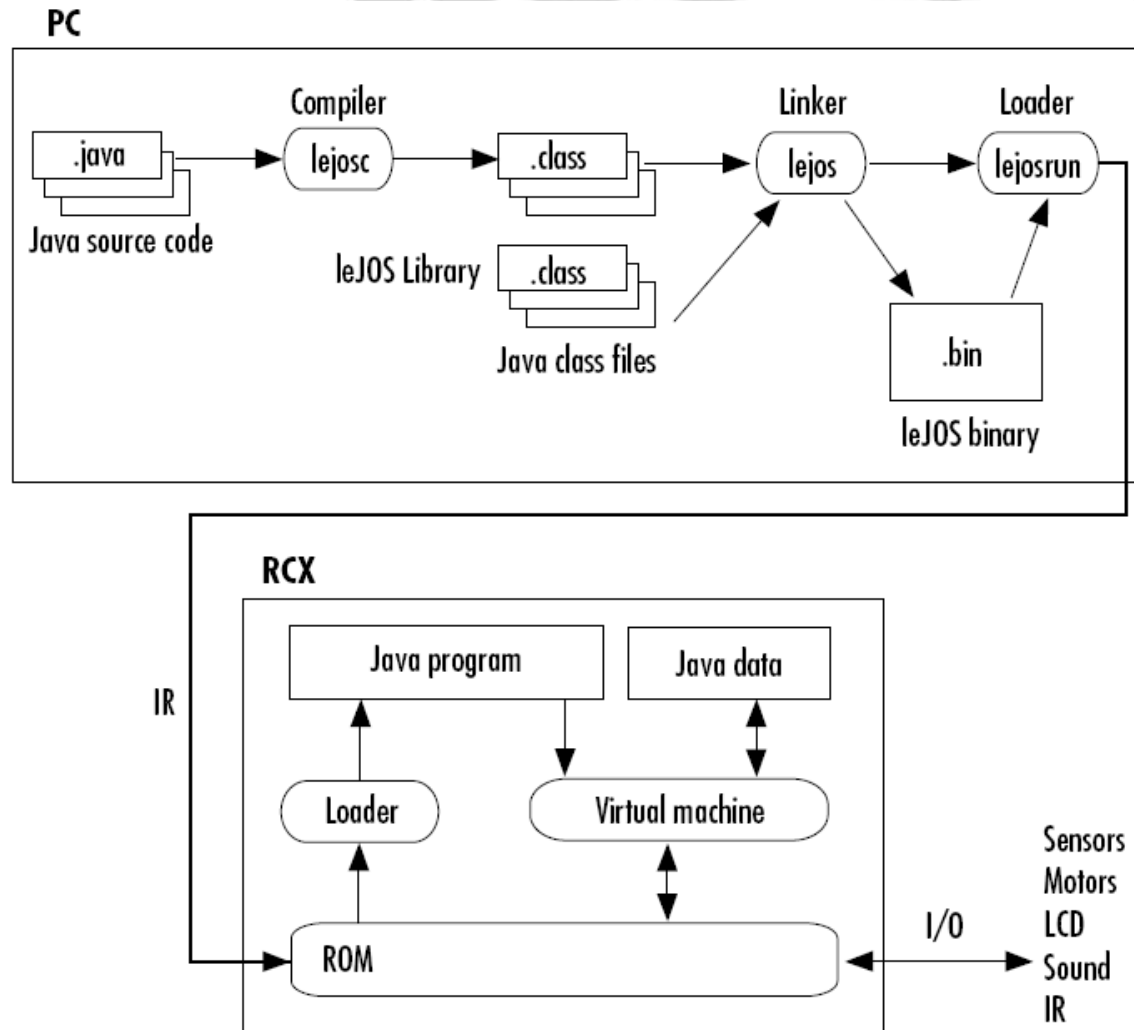 PC
Compiler
Linker
Loader
.java
lejosc
.class
lejos
lejosrun
Java source code
leJOS Library
.class
Java class files
.bin
leJOS binary
RCX
Java program
Java data
IR
Loader
Virtual machine
Sensors
Motors
I/O
LCD
ROM
Sound
IR